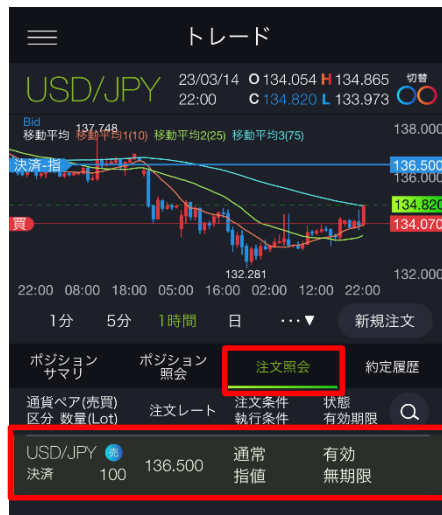 トレード
USD/JPY 23/03/14 O 134.054 H 134.865 切替
22:00 C 134.820 L 133.973
Bid
移動平均 移動平均1(10) 移動平均2(25) 移動平均3(75) 138.000
137.748
決済-指 136.500
136.000
134.820
買 134.070
132.281 132.000
22:00 08:00 18:00 05:00 16:00 02:00 12:00 22:00
1分 5分 1時間 日 ···▼ 新規注文
ポジション ポジション 注文照会 約定履歴
サマリ 照会
通貨ペア(売買) 注文レート 注文条件 状態
区分 数量(Lot) 執行条件 有効期限
USD/JPY 売 136.500 通常 有効
決済 100 指値 無期限